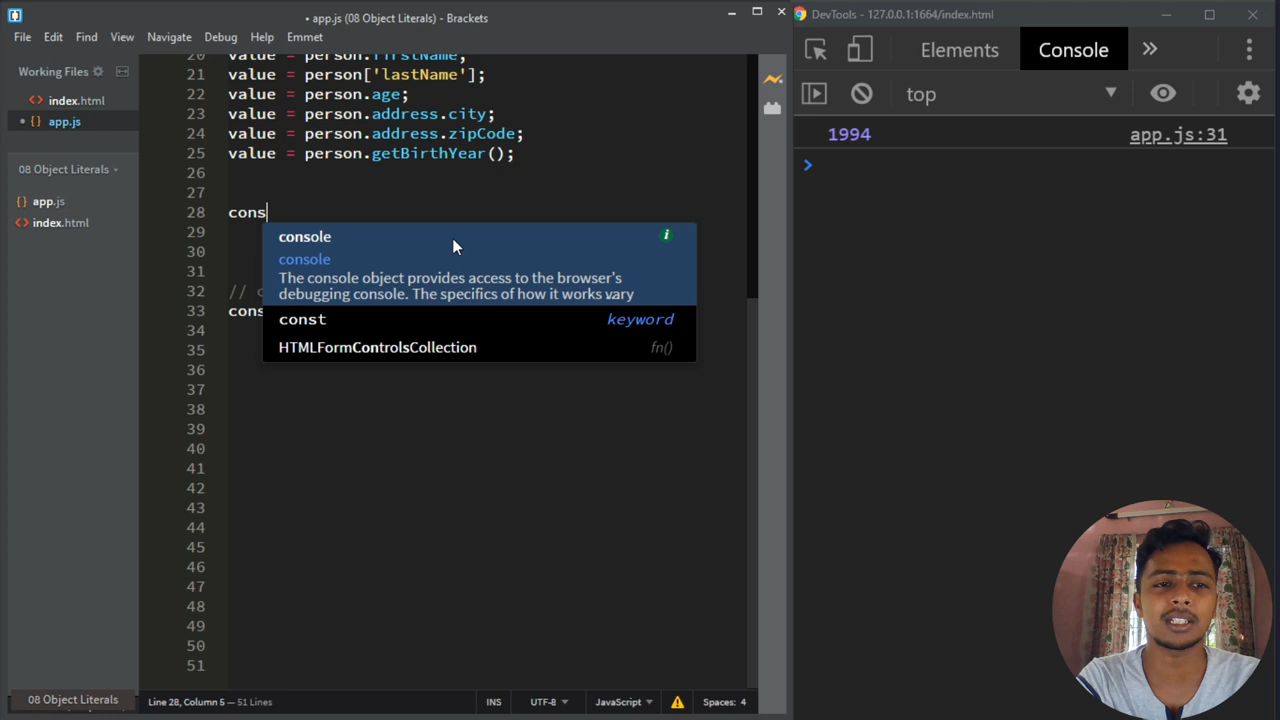 • app.js (08 Object Literals) - Brackets
File Edit Find View Navigate Debug Help Emmet
Working Files
<> index.html
• {} app.js
08 Object Literals
{} app.js
<> index.html
20 value = person.firstName;
21 value = person['lastName'];
22 value = person.age;
23 value = person.address.city;
24 value = person.address.zipCode;
25 value = person.getBirthYear();
26
27
28 cons
29
30
31
32 //
33 cons
34
35
36
37
38
39
40
41
42
43
44
45
46
47
48
49
50
51
console
console
The console object provides access to the browser's
debugging console. The specifics of how it works vary
const keyword
HTMLFormControlsCollection fn()
08 Object Literals
Line 28, Column 5 — 51 Lines
INS UTF-8 JavaScript Spaces: 4
DevTools - 127.0.0.1:1664/index.html
Elements Console »
top
1994 app.js:31
>